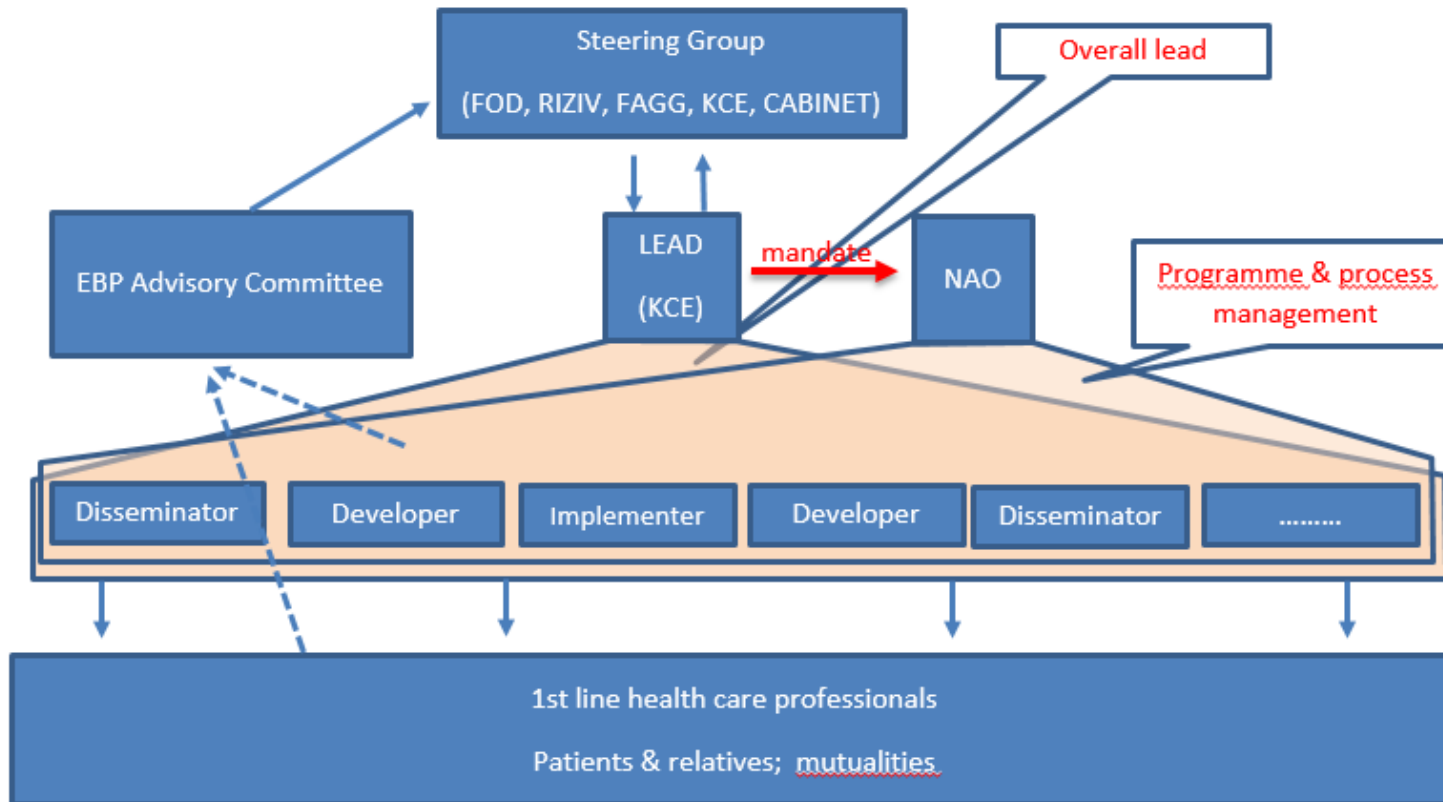 Steering Group
(FOD, RIZIV, FAGG, KCE, CABINET)
Overall lead
EBP Advisory Committee
LEAD
(KCE)
mandate
NAO
Programme & process
management
Disseminator
Developer
Implementer
Developer
Disseminator
.........
1st line health care professionals
Patients & relatives; mutualities